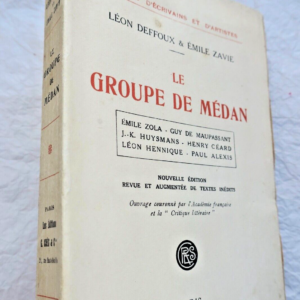 D'ÉCRIVAINS ET D'ARTISTES
LÉON DEFFOUX & ÉMILE ZAVIE
LE
GROUPE DE MÉDAN
ÉMILE ZOLA - GUY DE MAUPASSANT
J.-K. HUYSMANS - HENRY CÉARD
LÉON HENNIQUE - PAUL ALEXIS
NOUVELLE ÉDITION
REVUE ET AUGMENTÉE DE TEXTES INÉDITS
Ouvrage couronné par l'Académie française
et la "Critique littéraire"
LE
GROUPE
DE
MÉDAN
PARIS